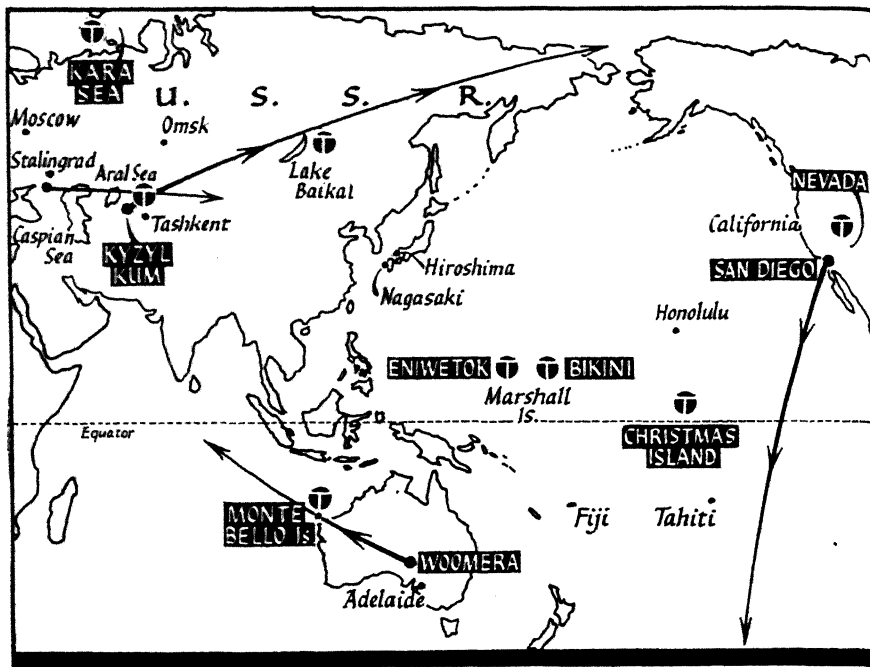 KARA
SEA
U. S. S. R.
Moscow
Omsk
Stalingrad
Aral Sea
Lake
Baikal
Tashkent
Caspian
Sea
KYZYL
KUM
Hiroshima
Nagasaki
NEVADA
California
SAN DIEGO
Honolulu
ENIWETOK
BIKINI
Marshall
Is.
CHRISTMAS
ISLAND
Equator
MONTE
BELLO Is
Fiji
Tahiti
WOOMERA
Adelaide
T
T
T
T
T
T
T
T